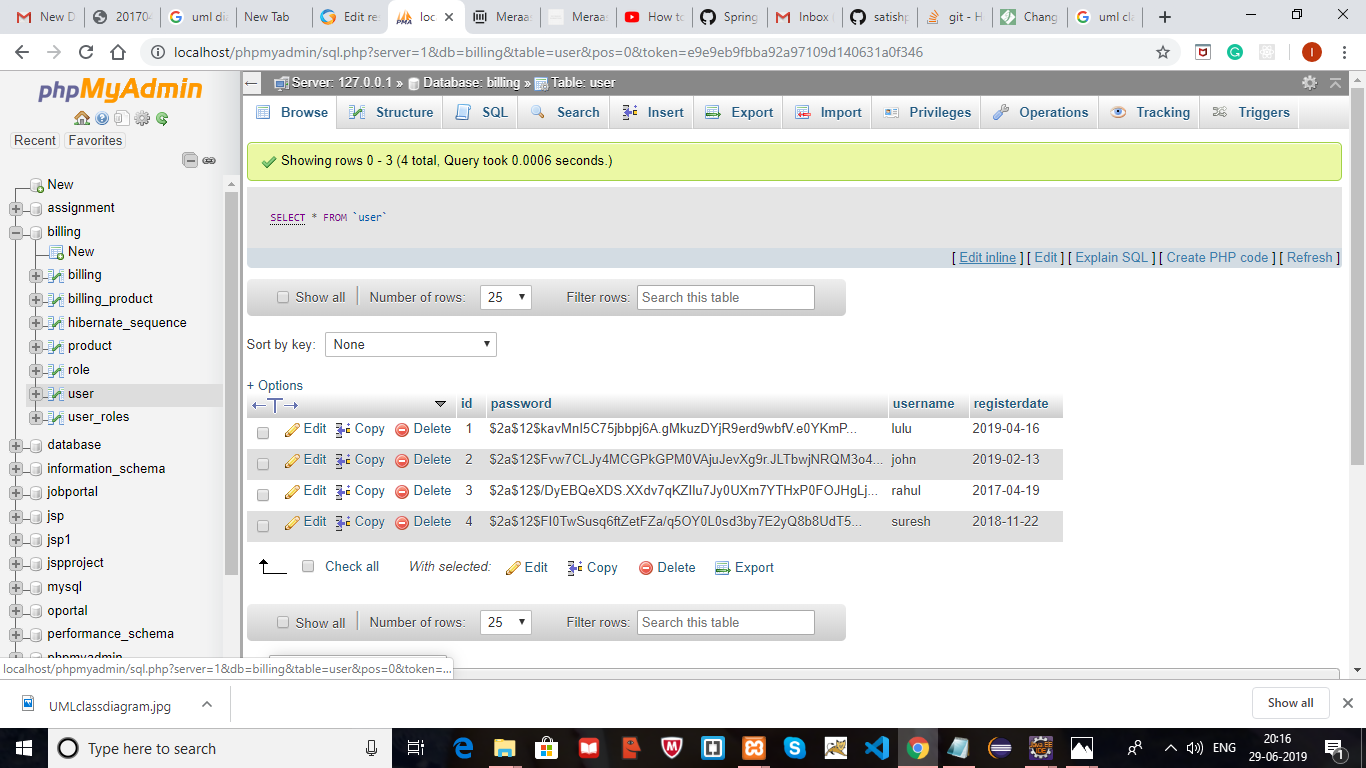 New D
20170
uml dia
New Tab
Edit re
loc
Meraa
Meraa
How to
Spring
Inbox (
satishp
git - H
Chang
uml cla
localhost/phpmyadmin/sql.php?server=1&db=billing&table=user&pos=0&token=e9e9eb9fbba92a97109d140631a0f346
I
phpMyAdmin
Recent Favorites
New
assignment
billing
New
billing
billing_product
hibernate_sequence
product
role
user
user_roles
database
information_schema
jobportal
jsp
jsp1
jspproject
mysql
oportal
performance_schema
phpmyadmin
localhost/phpmyadmin/sql.php?server=1&db=billing&table=user&pos=0&token=...
Server: 127.0.0.1 » Database: billing » Table: user
Browse Structure SQL Search Insert Export Import Privileges Operations Tracking Triggers
Showing rows 0 - 3 (4 total, Query took 0.0006 seconds.)
SELECT * FROM `user`
[ Edit inline ] [ Edit ] [ Explain SQL ] [ Create PHP code ] [ Refresh ]
Show all Number of rows: 25 Filter rows: Search this table
Sort by key: None
+ Options
id password username registerdate
Edit Copy Delete 1 $2a$12$kavMnI5C75jbbpj6A.gMkuzDYjR9erd9wbfV.e0YKmP... lulu 2019-04-16
Edit Copy Delete 2 $2a$12$Fvw7CLJy4MCGPkGPM0VAjuJevXg9r.JLTbwjNRQM3o4... john 2019-02-13
Edit Copy Delete 3 $2a$12$/DyEBQeXDS.XXdv7qKZIlu7Jy0UXm7YTHxP0FOJHgLj... rahul 2017-04-19
Edit Copy Delete 4 $2a$12$FI0TwSusq6ftZetFZa/q5OY0L0sd3by7E2yQ8b8UdT5... suresh 2018-11-22
Check all With selected: Edit Copy Delete Export
Show all Number of rows: 25 Filter rows: Search this table
UMLclassdiagram.jpg
Show all
Type here to search
ENG
20:16
29-06-2019
1